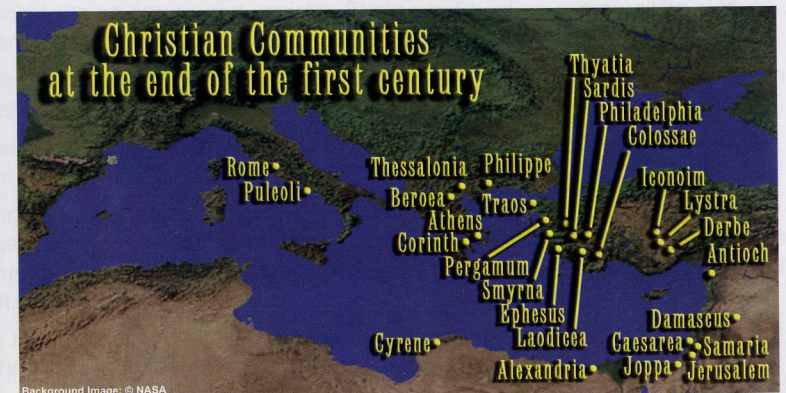 Christian Communities
at the end of the first century
Thyatia
Sardis
Philadelphia
Colossae
Rome
Puleoli
Thessalonia
Philippe
Beroea
Traos
Athens
Corinth
Iconoim
Lystra
Derbe
Antioch
Pergamum
Smyrna
Ephesus
Laodicea
Cyrene
Alexandria
Damascus
Caesarea
Samaria
Joppa
Jerusalem
Background Image: © NASA